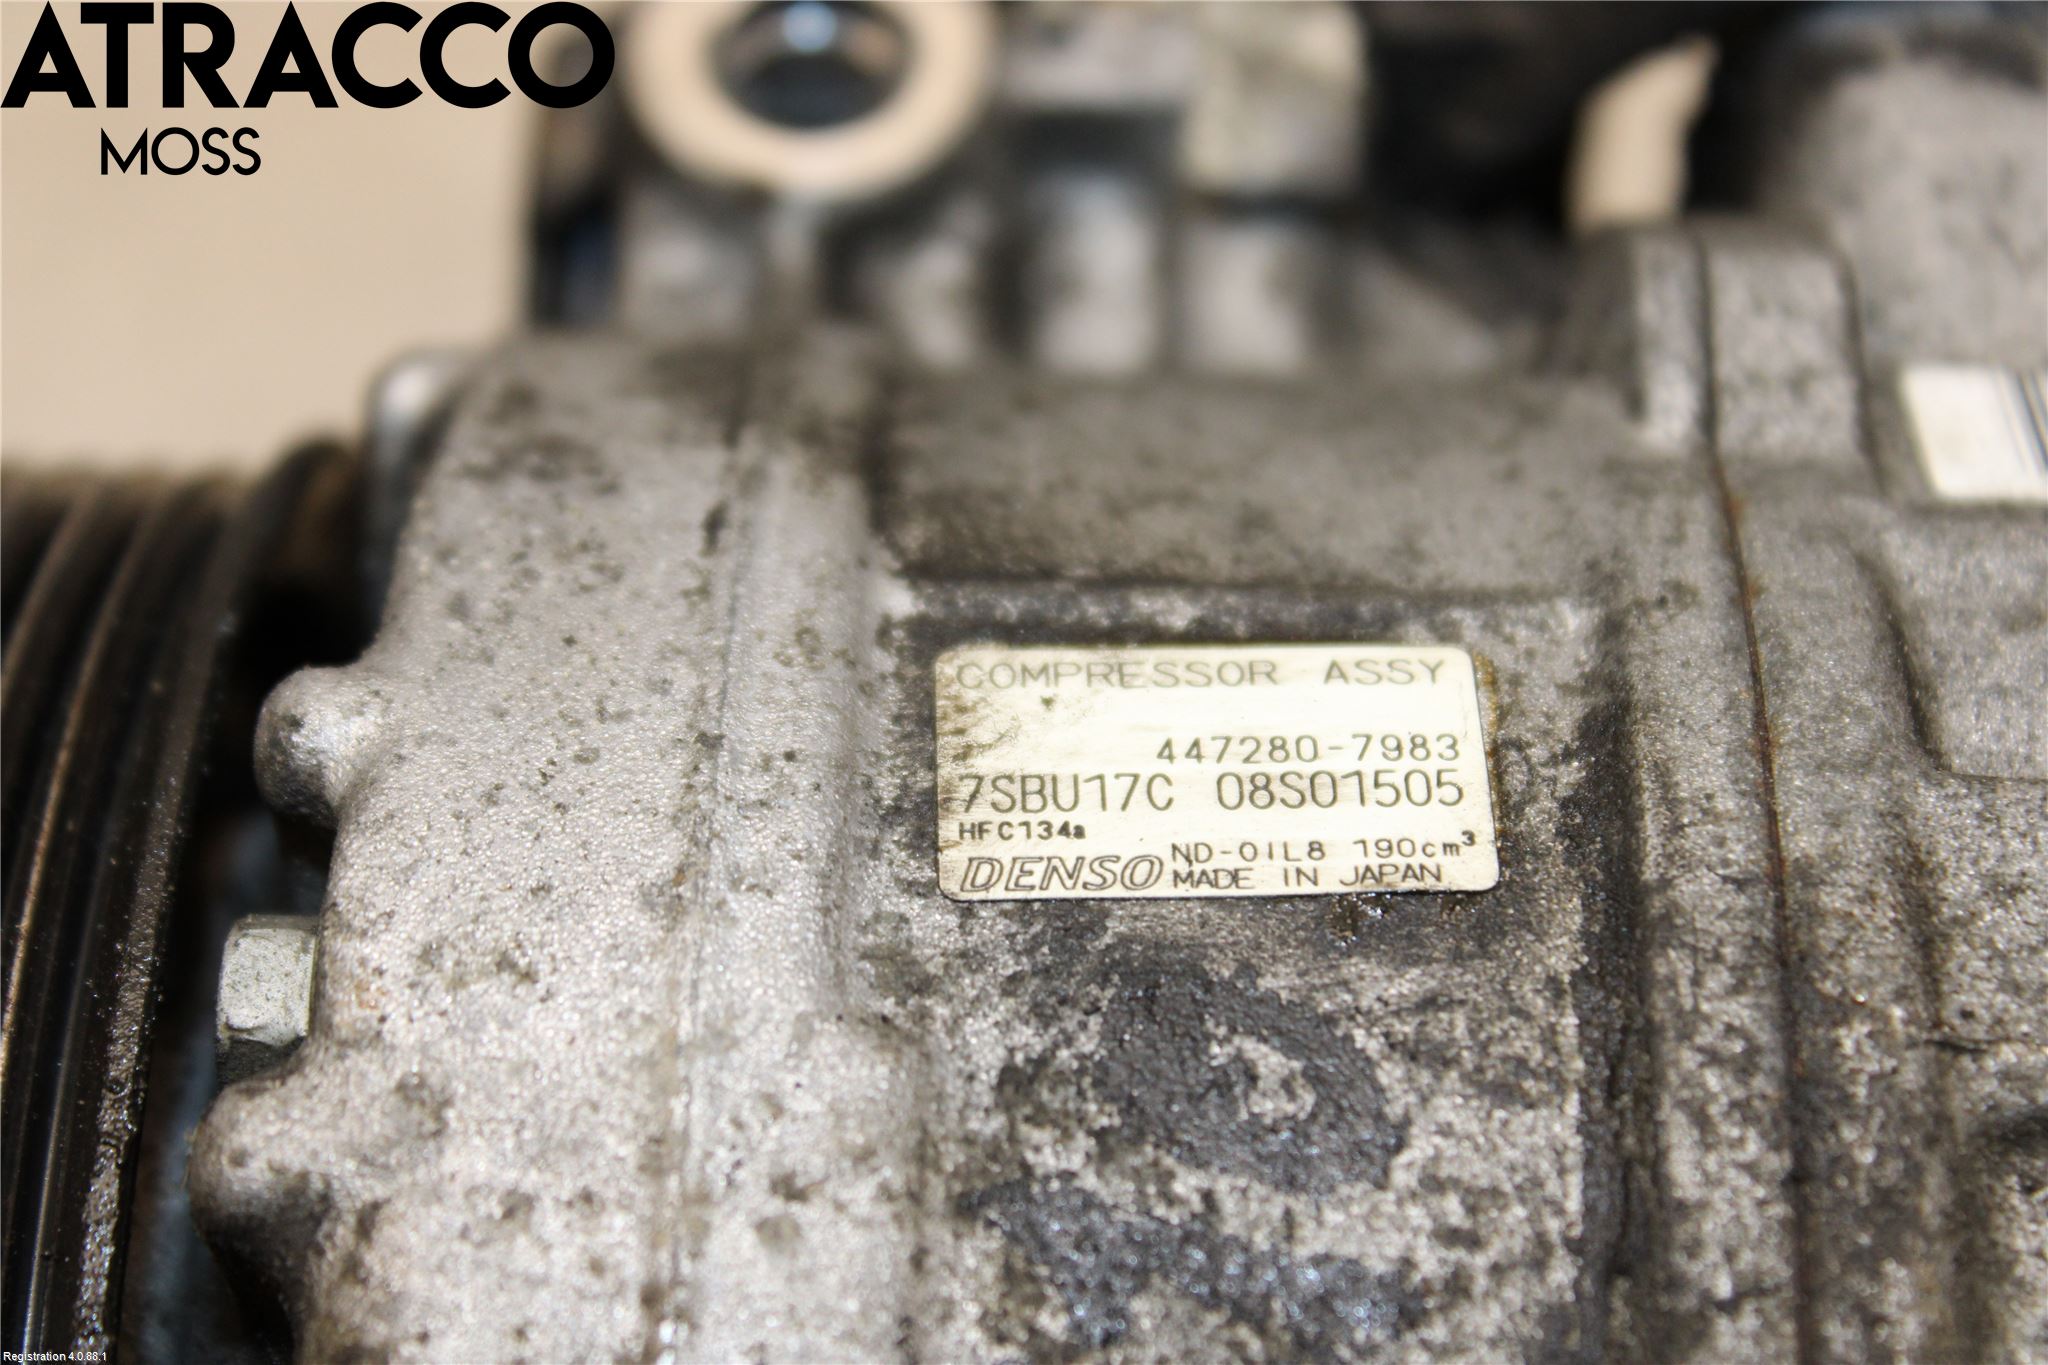 ATRACCO
MOSS
COMPRESSOR ASSY
447280-7983
7SBU17C 08S01505
HFC134a
DENSO ND-OIL8 190cm³
MADE IN JAPAN
Registration 4.0.88.1